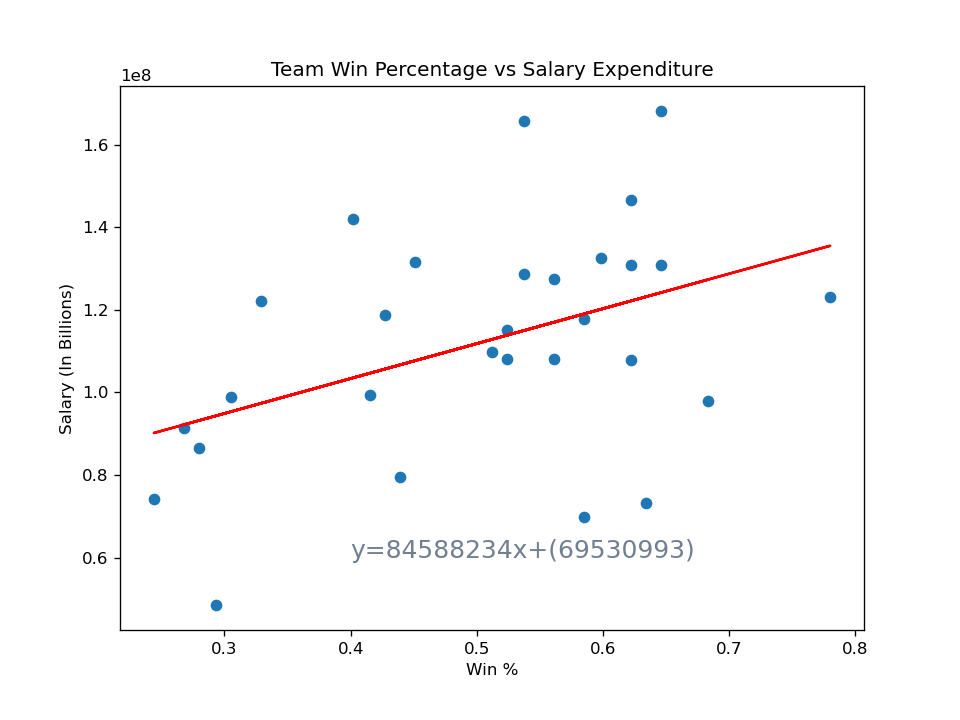 Team Win Percentage vs Salary Expenditure
1e8
1.6
1.4
1.2
1.0
0.8
0.6
Salary (In Billions)
y=84588234x+(69530993)
0.3 0.4 0.5 0.6 0.7 0.8
Win %